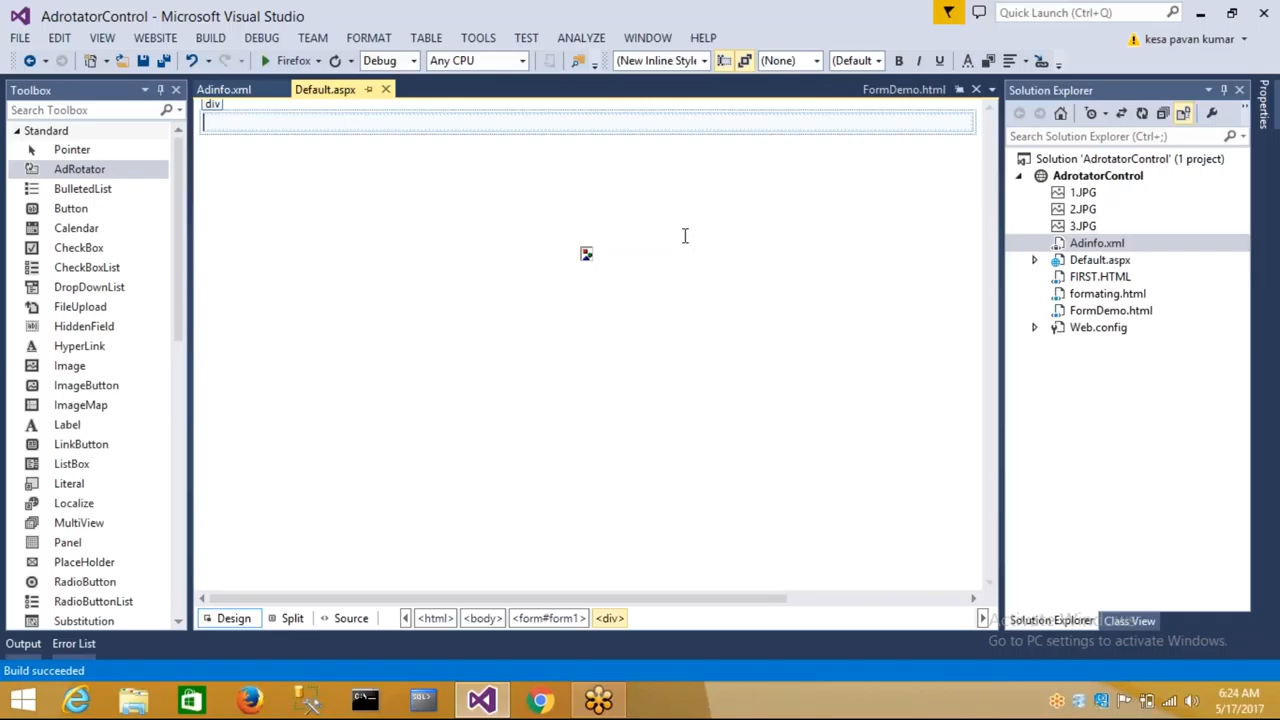 AdrotatorControl - Microsoft Visual Studio
Quick Launch (Ctrl+Q)
FILE EDIT VIEW WEBSITE BUILD DEBUG TEAM FORMAT TABLE TOOLS TEST ANALYZE WINDOW HELP
kesa pavan kumar
Firefox Debug Any CPU (New Inline Style (None) (Default B I U A
Toolbox
Adinfo.xml Default.aspx FormDemo.html
Solution Explorer
Properties
Search Toolbox
div
Search Solution Explorer (Ctrl+;)
Standard
Pointer
AdRotator
BulletedList
Button
Calendar
CheckBox
CheckBoxList
DropDownList
FileUpload
HiddenField
HyperLink
Image
ImageButton
ImageMap
Label
LinkButton
ListBox
Literal
Localize
MultiView
Panel
PlaceHolder
RadioButton
RadioButtonList
Substitution
Solution 'AdrotatorControl' (1 project)
AdrotatorControl
1.JPG
2.JPG
3.JPG
Adinfo.xml
Default.aspx
FIRST.HTML
formating.html
FormDemo.html
Web.config
Design Split Source <html> <body> <form#form1> <div>
Solution Explorer Class View
Activate Windows
Go to PC settings to activate Windows.
Output Error List
Build succeeded
C:\
SQL
6:24 AM
5/17/2017